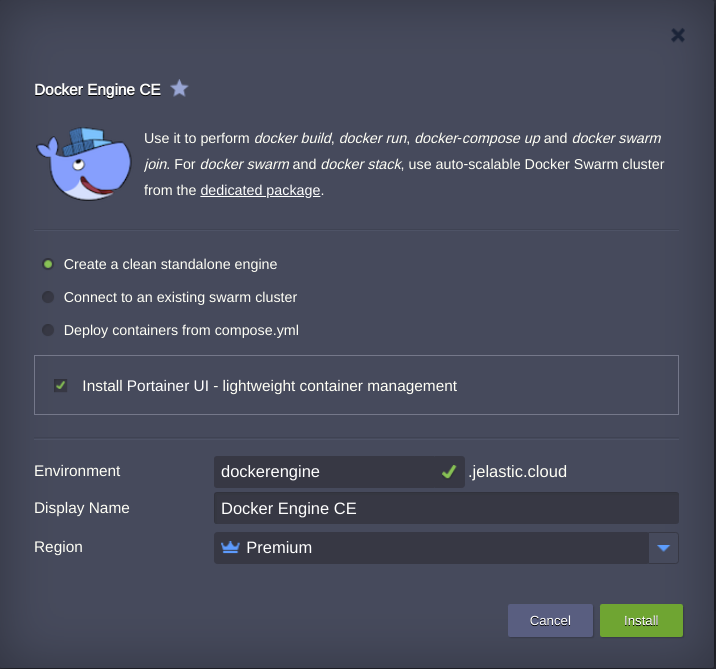 Docker Engine CE
Use it to perform docker build, docker run, docker-compose up and docker swarm
join. For docker swarm and docker stack, use auto-scalable Docker Swarm cluster
from the dedicated package.
Create a clean standalone engine
Connect to an existing swarm cluster
Deploy containers from compose.yml
Install Portainer UI - lightweight container management
Environment dockerengine .jelastic.cloud
Display Name Docker Engine CE
Region Premium
Cancel Install